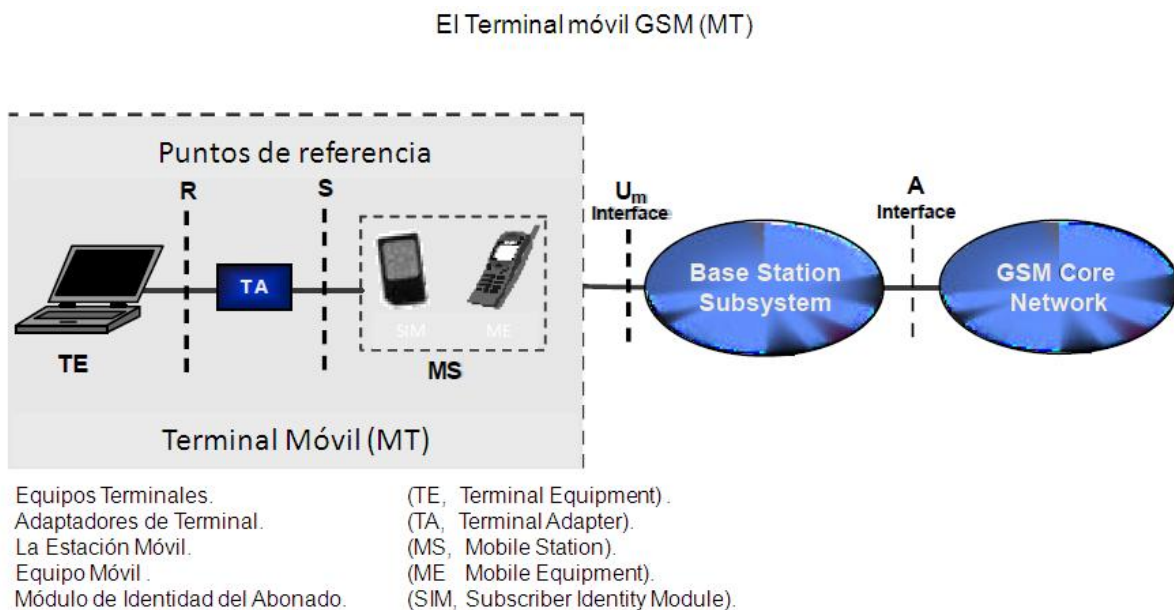 El Terminal móvil GSM (MT)
Puntos de referencia
R
S
Um
Interface
A
Interface
TA
Base Station
Subsystem
GSM Core
Network
SIM
ME
TE
MS
Terminal Móvil (MT)
Equipos Terminales. (TE, Terminal Equipment) .
Adaptadores de Terminal. (TA, Terminal Adapter).
La Estación Móvil. (MS, Mobile Station).
Equipo Móvil . (ME Mobile Equipment).
Módulo de Identidad del Abonado. (SIM, Subscriber Identity Module).